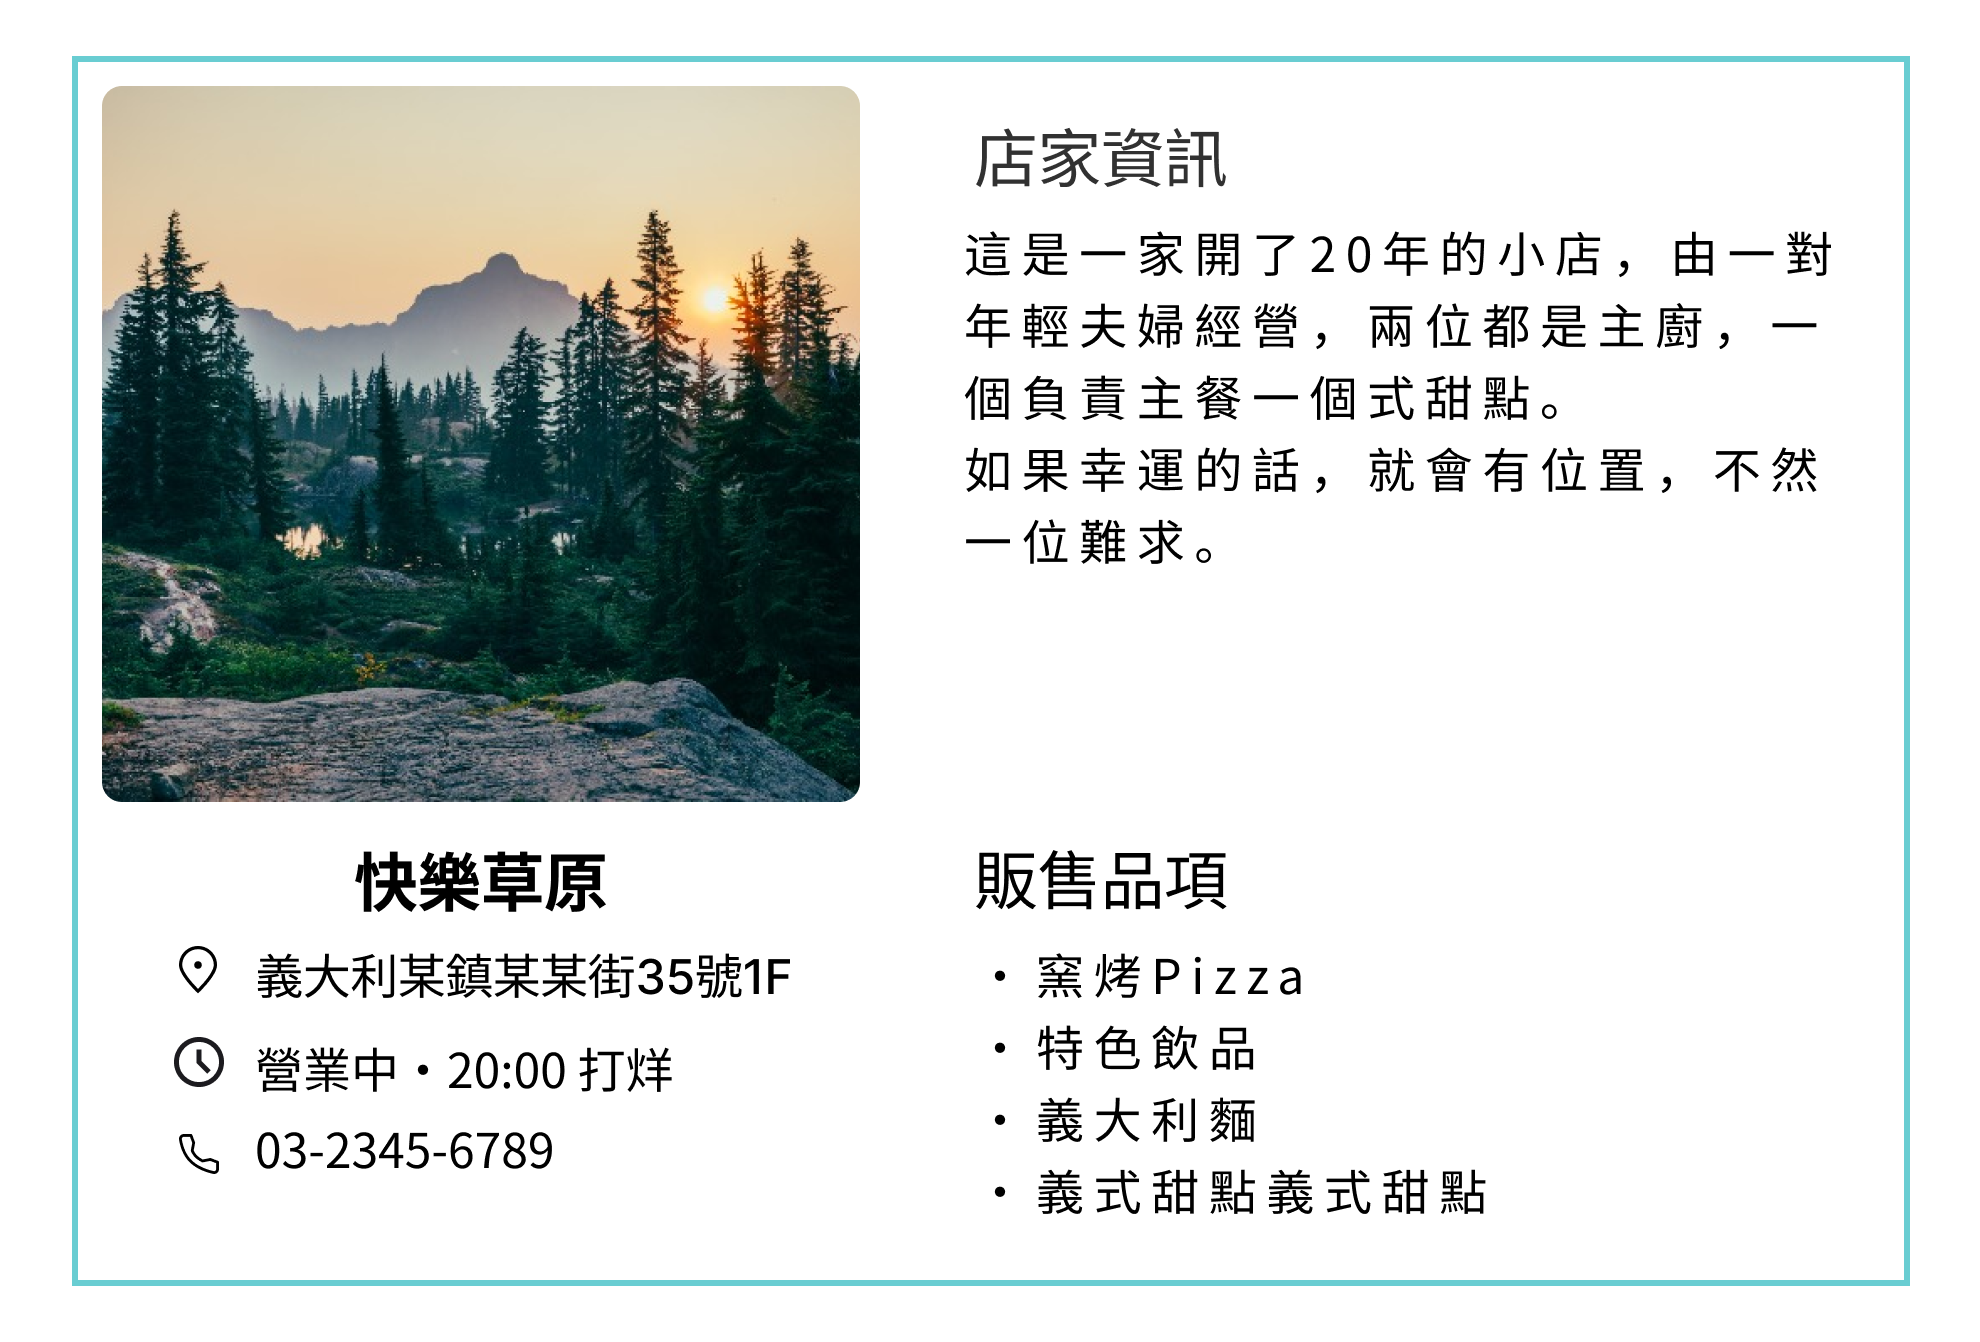 店家資訊
這是一家開了20年的小店，由一對
年輕夫婦經營，兩位都是主廚，一
個負責主餐一個式甜點。
如果幸運的話，就會有位置，不然
一位難求。
快樂草原
義大利某鎮某某街35號1F
營業中・20:00 打烊
03-2345-6789
販售品項
・窯烤Pizza
・特色飲品
・義大利麵
・義式甜點義式甜點